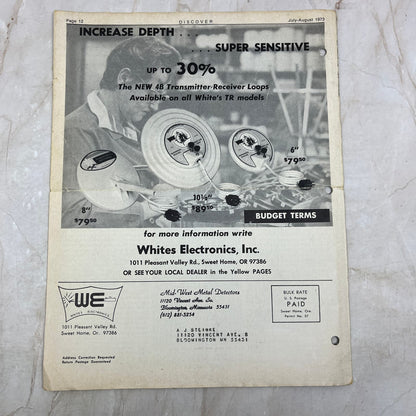 Page 12 DISCOVER July-August 1973
INCREASE DEPTH . . .
. . . SUPER SENSITIVE
UP TO 30%
The NEW 4B Transmitter-Receiver Loops
Available on all White's TR models
6"
$79.50
10½"
$89.50
8"
$79.50
BUDGET TERMS
for more information write
Whites Electronics, Inc.
1011 Pleasant Valley Rd., Sweet Home, OR 97386
OR SEE YOUR LOCAL DEALER in the Yellow PAGES
WE
WHITE'S ELECTRONICS
1011 Pleasant Valley Rd.
Sweet Home, Or. 97386
Address Correction Requested
Return Postage Guaranteed
Mid-West Metal Detectors
11120 Vincent Ave. So.
Bloomington, Minnesota 55431
(612) 881-5254
BULK RATE
U. S. Postage
PAID
Sweet Home, Ore.
Permit No. 57
A J STEINKE
11120 VINCENT AVE. S
BLOOMINGTON MN 55431